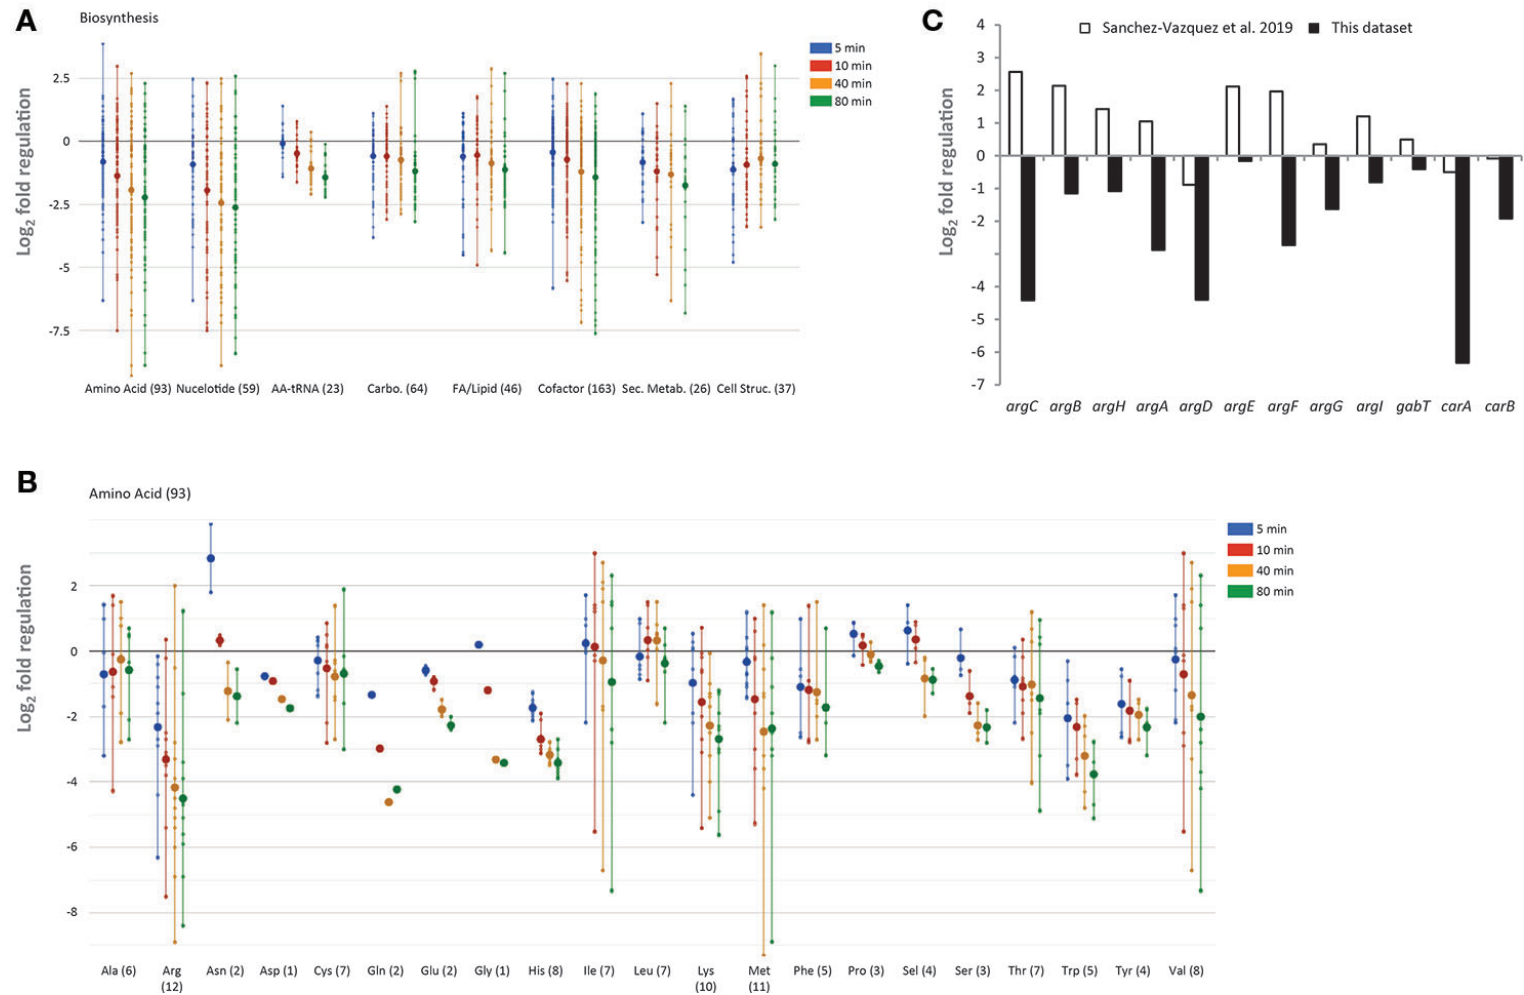 A
Biosynthesis
5 min
10 min
40 min
80 min
Log2 fold regulation
2.5
0
-2.5
-5
-7.5
Amino Acid (93) Nucelotide (59) AA-tRNA (23) Carbo. (64) FA/Lipid (46) Cofactor (163) Sec. Metab. (26) Cell Struc. (37)
C
Sanchez-Vazquez et al. 2019 This dataset
Log2 fold regulation
4
3
2
1
0
-1
-2
-4
-5
-6
-7
argC argB argH argA argD argE argF argG argI gabT carA carB
B
Amino Acid (93)
5 min
10 min
40 min
80 min
Log2 fold regulation
2
0
-2
-4
-6
-8
Ala (6) Arg (12) Asn (2) Asp (1) Cys (7) Gln (2) Glu (2) Gly (1) His (8) Ile (7) Leu (7) Lys (10) Met (11) Phe (5) Pro (3) Sel (4) Ser (3) Thr (7) Trp (5) Tyr (4) Val (8)